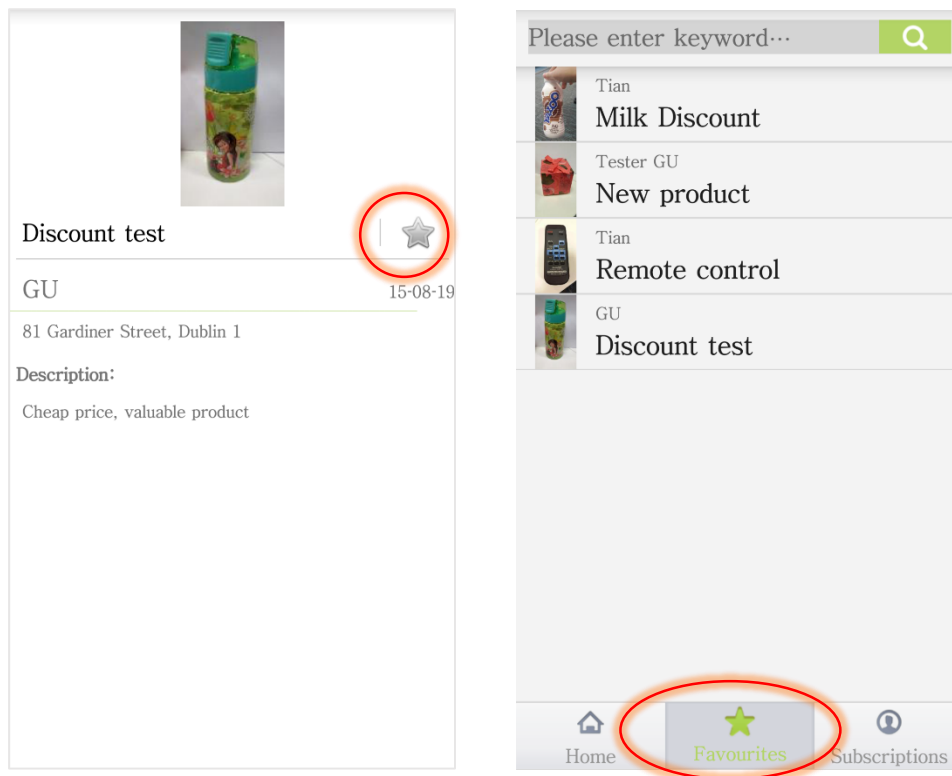 Discount test
GU 15-08-19
81 Gardiner Street, Dublin 1
Description:
Cheap price, valuable product
Please enter keyword…
Tian
Milk Discount
Tester GU
New product
Tian
Remote control
GU
Discount test
Home Favourites Subscriptions